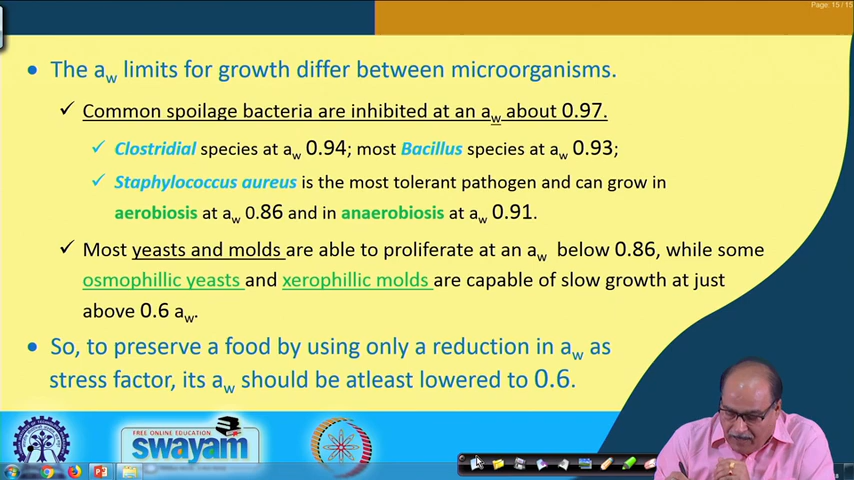 Page: 15 / 15
• The aw limits for growth differ between microorganisms.
✓ Common spoilage bacteria are inhibited at an aw about 0.97.
✓ Clostridial species at aw 0.94; most Bacillus species at aw 0.93;
✓ Staphylococcus aureus is the most tolerant pathogen and can grow in
aerobiosis at aw 0.86 and in anaerobiosis at aw 0.91.
✓ Most yeasts and molds are able to proliferate at an aw below 0.86, while some
osmophillic yeasts and xerophillic molds are capable of slow growth at just
above 0.6 aw.
• So, to preserve a food by using only a reduction in aw as
stress factor, its aw should be atleast lowered to 0.6.
FREE ONLINE EDUCATION
swayam